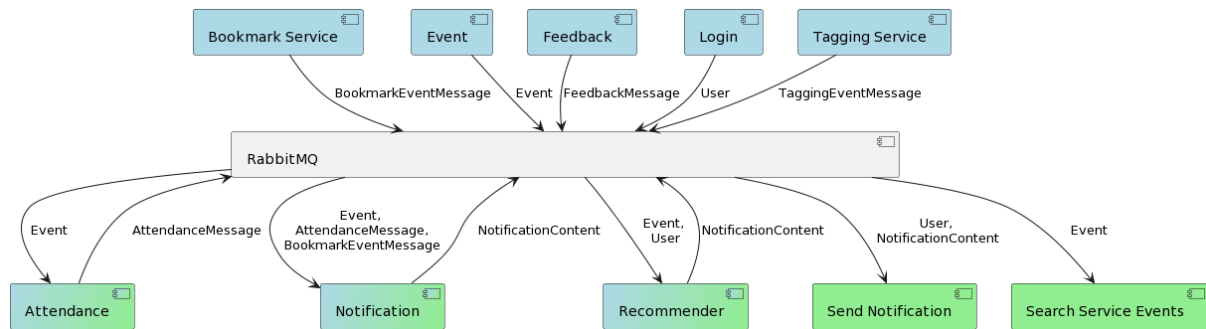 Bookmark Service
Event
Feedback
Login
Tagging Service
BookmarkEventMessage
Event
FeedbackMessage
User
TaggingEventMessage
RabbitMQ
Event
AttendanceMessage
Event,
AttendanceMessage,
BookmarkEventMessage
NotificationContent
Event,
User
NotificationContent
User,
NotificationContent
Event
Attendance
Notification
Recommender
Send Notification
Search Service Events